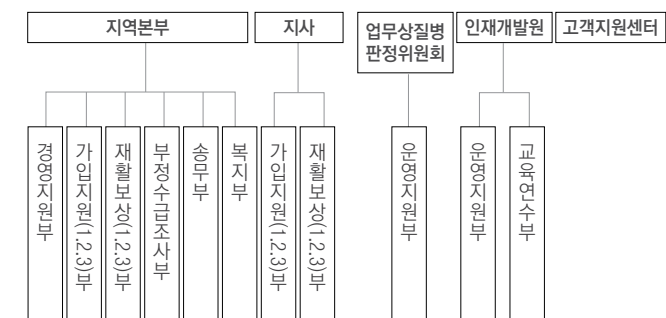 지역본부
지사
업무상질병
판정위원회
인재개발원
고객지원센터
경영지원부
가입지원(1.2.3)부
재활보상(1.2.3)부
부정수급조사부
송무부
복지부
가입지원(1.2.3)부
재활보상(1.2.3)부
운영지원부
운영지원부
교육연수부